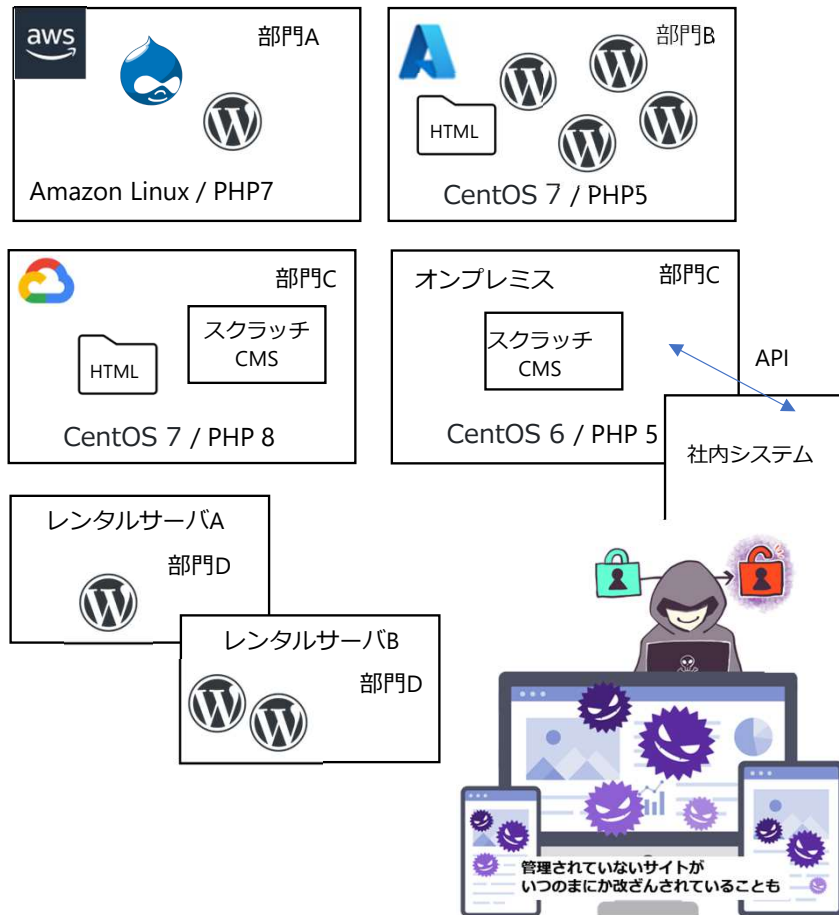 aws
部門A
Amazon Linux / PHP7
部門B
HTML
CentOS 7 / PHP5
部門C
スクラッチ
CMS
HTML
CentOS 7 / PHP 8
オンプレミス
部門C
スクラッチ
CMS
CentOS 6 / PHP 5
API
社内システム
レンタルサーバA
部門D
レンタルサーバB
部門D
管理されていないサイトが
いつのまにか改ざんされていることも